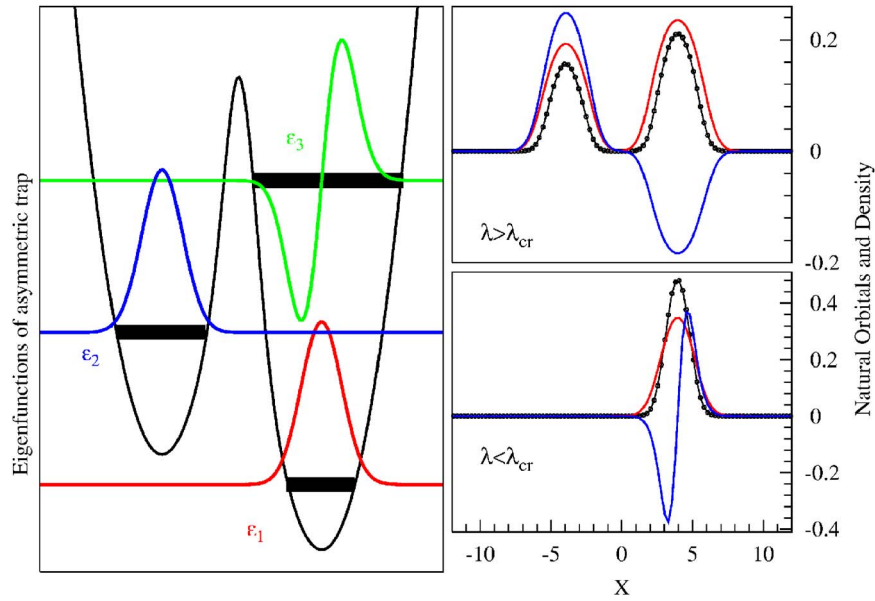 Eigenfunctions of asymmetric trap
ε3
ε2
ε1
λ>λcr
0.2
0
-0.2
λ<λcr
0.4
0.2
0
-0.2
-0.4
-10 -5 0 5 10
X
Natural Orbitals and Density